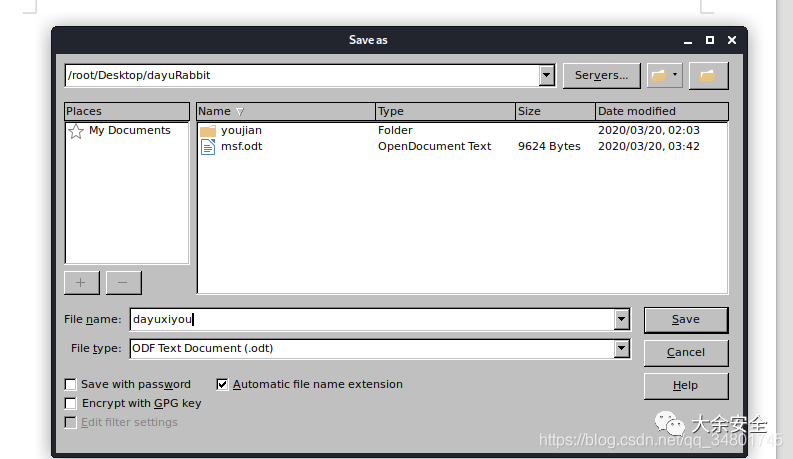 Save as
/root/Desktop/dayuRabbit
Servers...
Places
Name Type Size Date modified
My Documents
youjian Folder 2020/03/20, 02:03
msf.odt OpenDocument Text 9624 Bytes 2020/03/20, 03:42
File name: dayuxiyou Save
File type: ODF Text Document (.odt) Cancel
Save with password Automatic file name extension Help
Encrypt with GPG key
Edit filter settings
大余安全
https://blog.csdn.net/qq_34801745